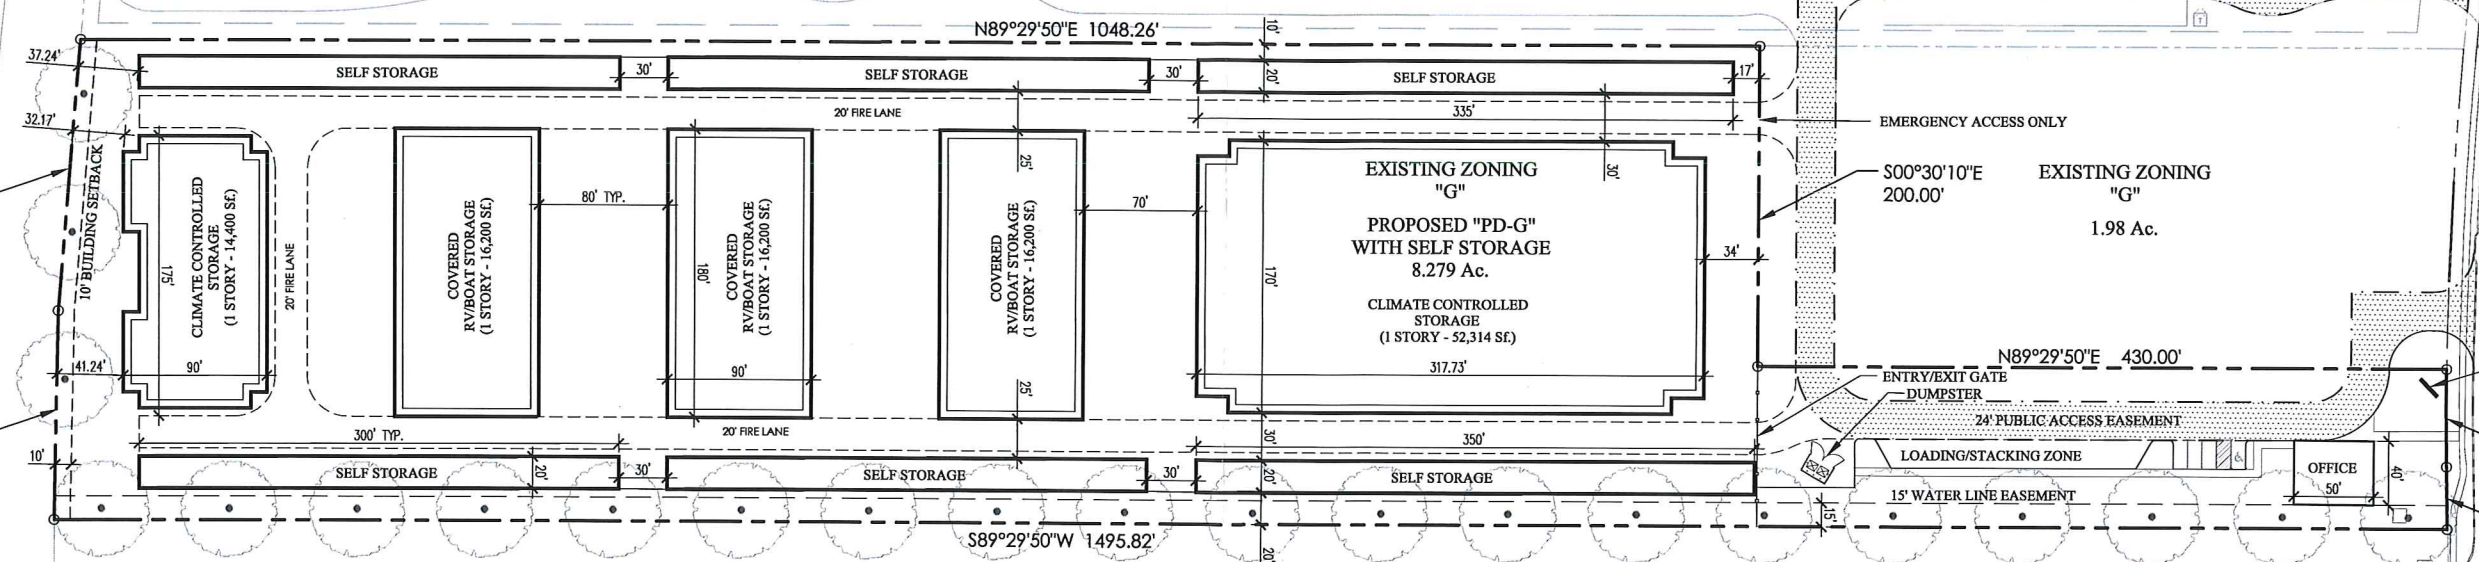 N89°29'50"E 1048.26'
10'
37.24'
SELF STORAGE
30'
SELF STORAGE
30'
SELF STORAGE
20'
17'
20' FIRE LANE
335'
EMERGENCY ACCESS ONLY
32.17'
10' BUILDING SETBACK
175'
CLIMATE CONTROLLED
STORAGE
(1 STORY - 14,400 Sf.)
90'
41.24'
20' FIRE LANE
COVERED
RV/BOAT STORAGE
(1 STORY - 16,200 Sf.)
80' TYP.
180'
COVERED
RV/BOAT STORAGE
(1 STORY - 16,200 Sf.)
90'
25'
COVERED
RV/BOAT STORAGE
(1 STORY - 16,200 Sf.)
25'
70'
170'
EXISTING ZONING
"G"
PROPOSED "PD-G"
WITH SELF STORAGE
8.279 Ac.
CLIMATE CONTROLLED
STORAGE
(1 STORY - 52,314 Sf.)
317.73'
30'
34'
S00°30'10"E
200.00'
EXISTING ZONING
"G"
1.98 Ac.
N89°29'50"E 430.00'
ENTRY/EXIT GATE
DUMPSTER
24' PUBLIC ACCESS EASEMENT
300' TYP.
20' FIRE LANE
30'
350'
10'
SELF STORAGE
20'
30'
SELF STORAGE
30'
20'
SELF STORAGE
LOADING/STACKING ZONE
OFFICE
50'
40'
15' WATER LINE EASEMENT
15'
S89°29'50"W 1495.82'
20'